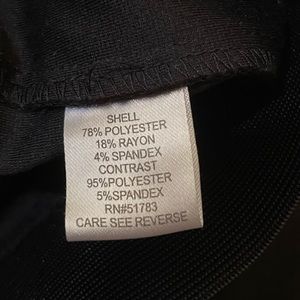 SHELL
78% POLYESTER
18% RAYON
4% SPANDEX
CONTRAST
95%POLYESTER
5%SPANDEX
RN#51783
CARE SEE REVERSE